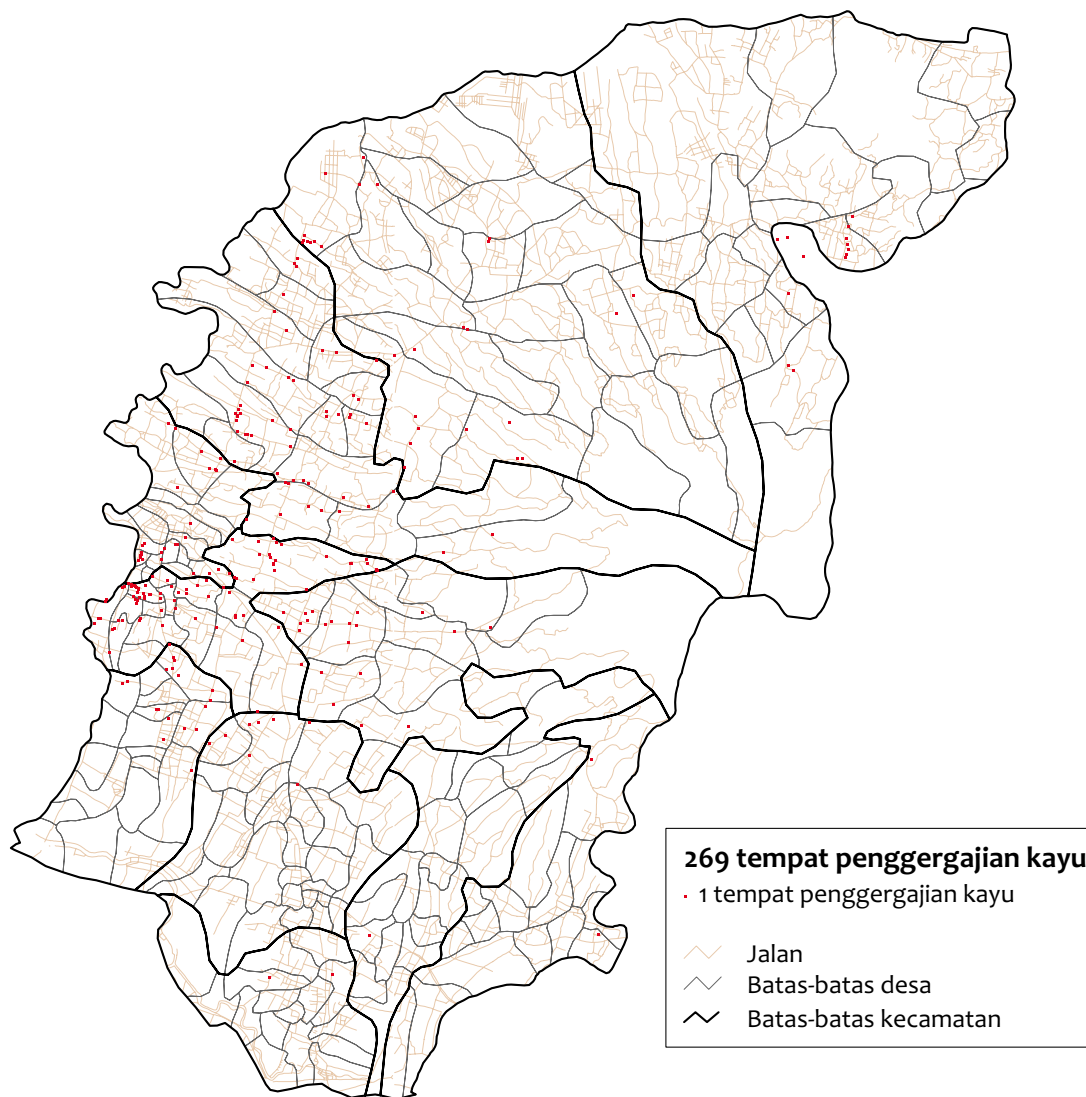 269 tempat penggergajian kayu
1 tempat penggergajian kayu
Jalan
Batas-batas desa
Batas-batas kecamatan